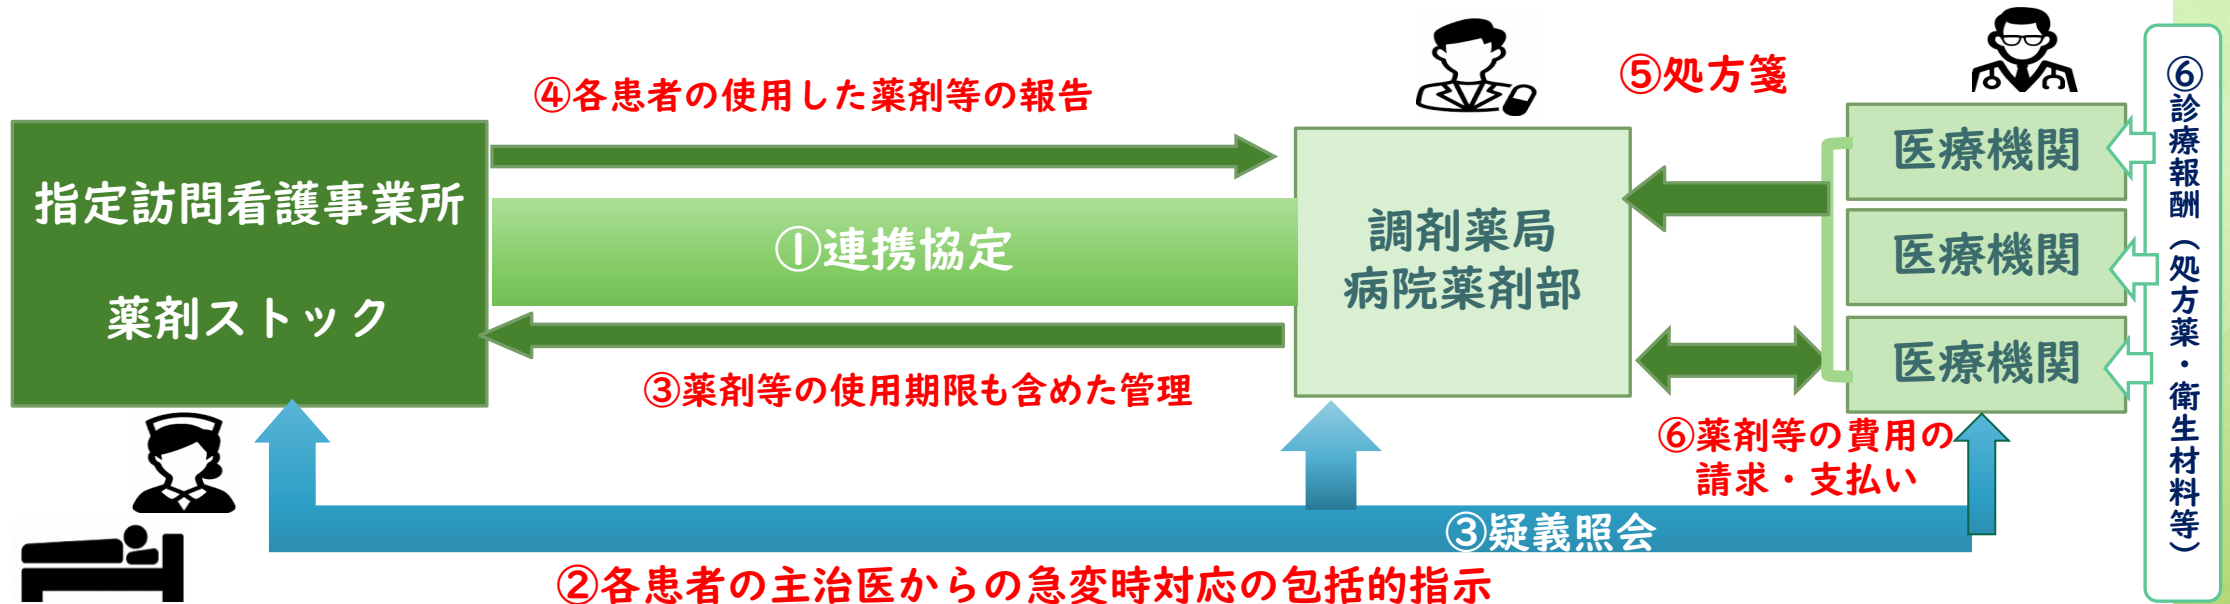 ④各患者の使用した薬剤等の報告
⑤処方箋
指定訪問看護事業所
薬剤ストック
①連携協定
調剤薬局
病院薬剤部
医療機関
医療機関
医療機関
⑥診療報酬(処方薬・衛生材料等)
③薬剤等の使用期限も含めた管理
⑥薬剤等の費用の
請求・支払い
③疑義照会
②各患者の主治医からの急変時対応の包括的指示